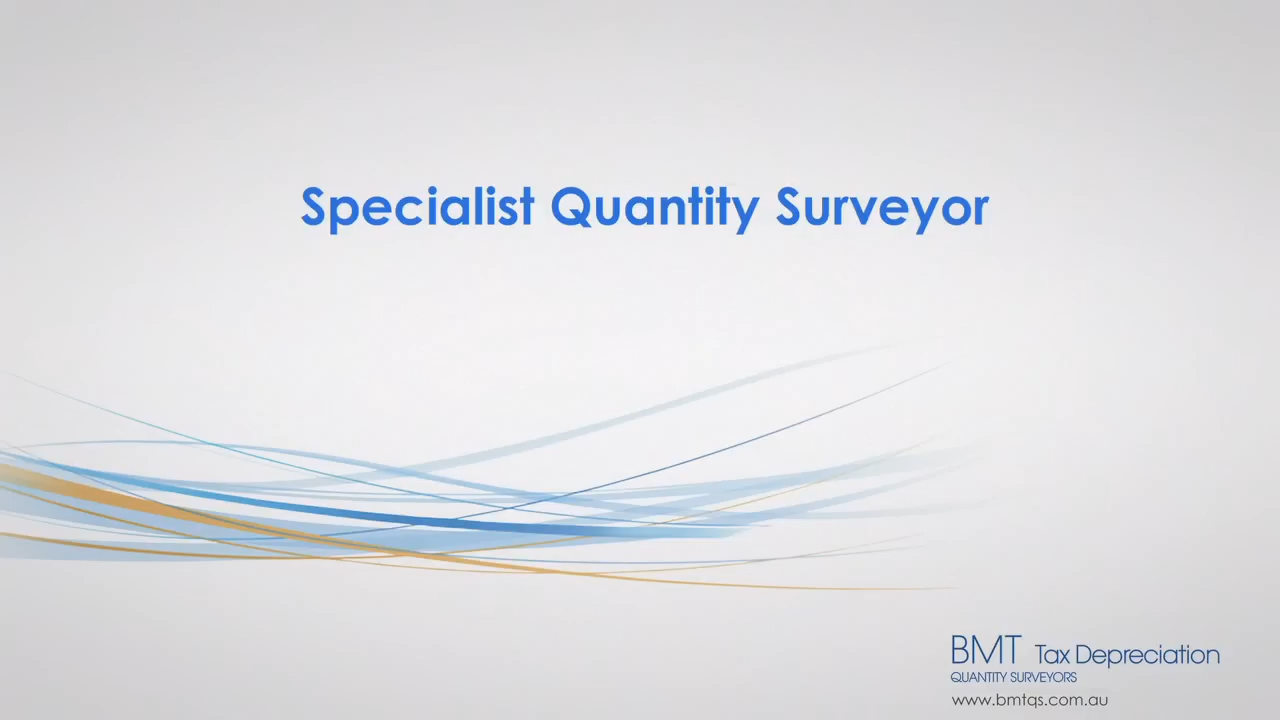 Specialist Quantity Surveyor
BMT Tax Depreciation
QUANTITY SURVEYORS
www.bmtqs.com.au